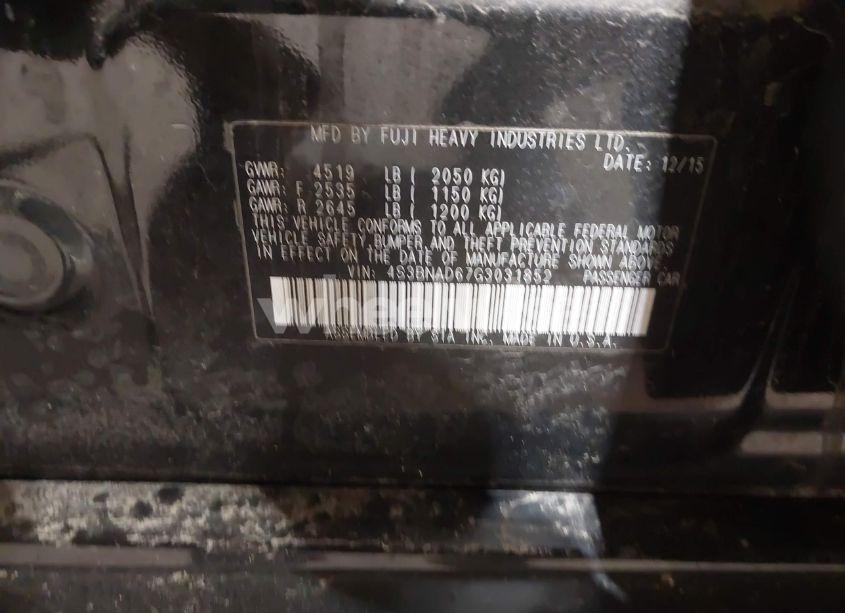 MFD BY FUJI HEAVY INDUSTRIES LTD.
DATE: 12/15
GVWR: 4519 LB ( 2050 KG)
GAWR: F 2535 LB ( 1150 KG)
GAWR: R 2645 LB ( 1200 KG)
THIS VEHICLE CONFORMS TO ALL APPLICABLE FEDERAL MOTOR
VEHICLE SAFETY, BUMPER, AND THEFT PREVENTION STANDARDS
IN EFFECT ON THE DATE OF MANUFACTURE SHOWN ABOVE.
VIN: 4S3BNAD67G3031852 PASSENGER CAR
ASSEMBLED BY SIA INC., MADE IN U.S.A.